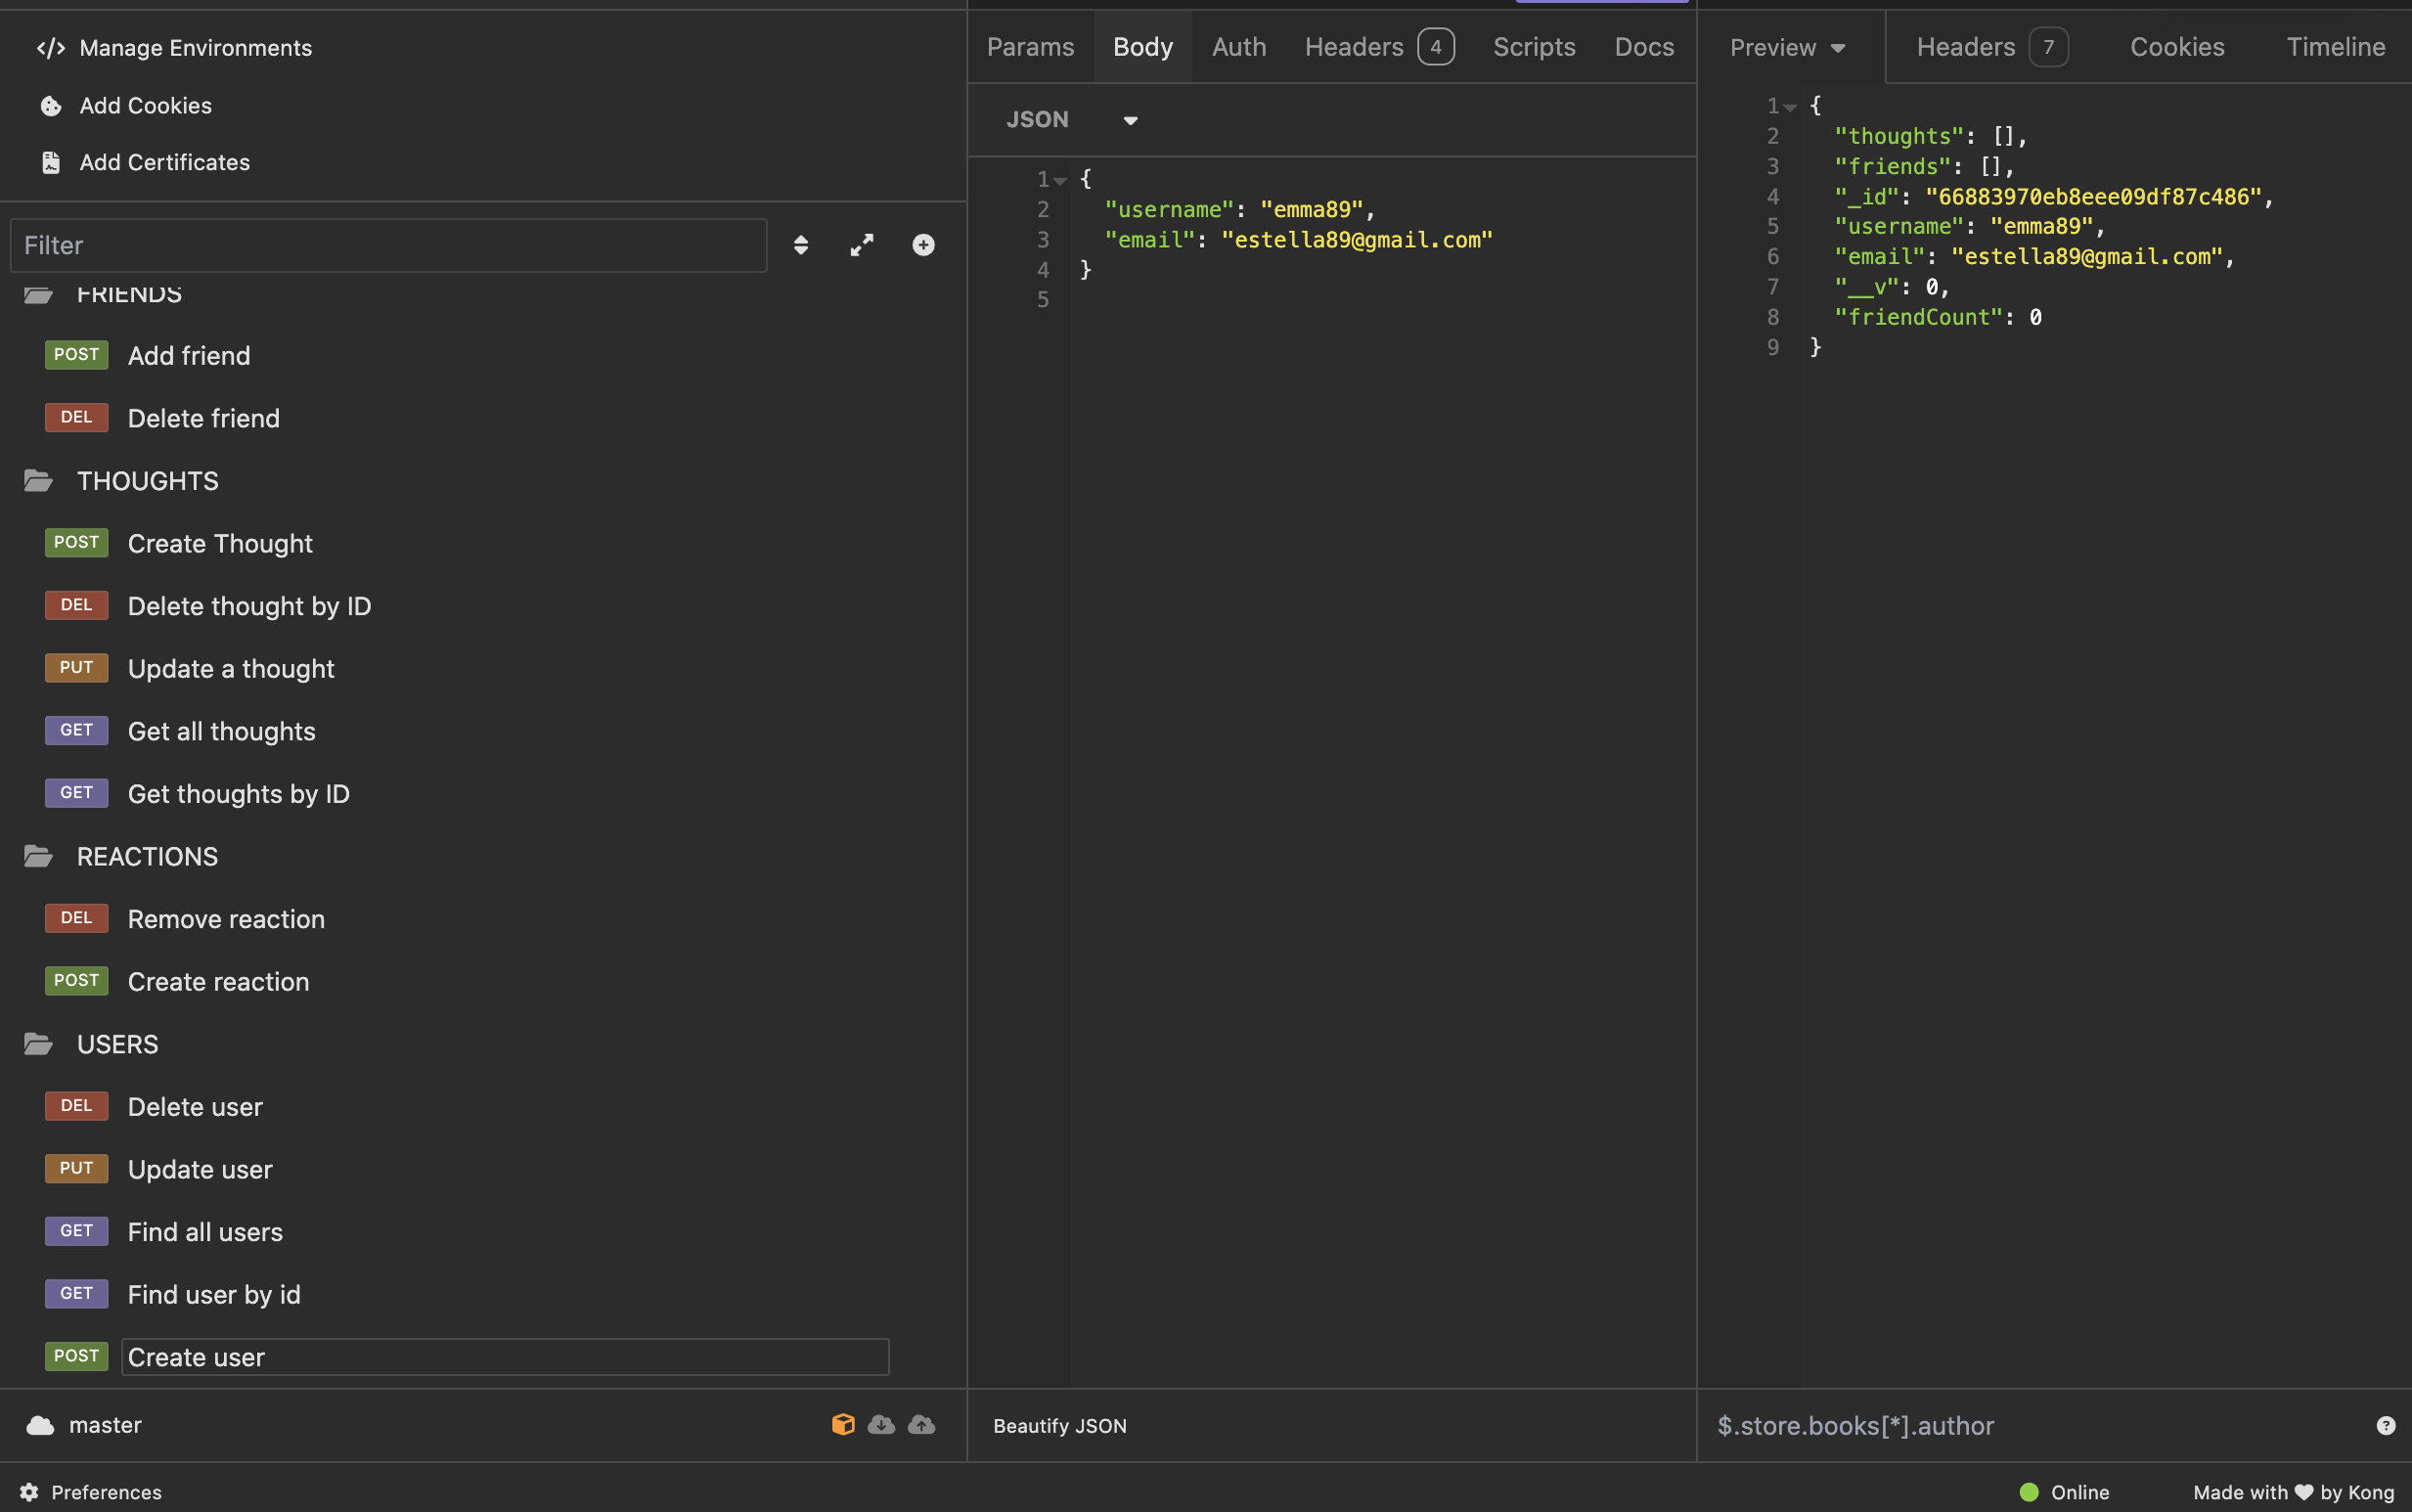 Manage Environments
Add Cookies
Add Certificates
Filter
FRIENDS
POST Add friend
DEL Delete friend
THOUGHTS
POST Create Thought
DEL Delete thought by ID
PUT Update a thought
GET Get all thoughts
GET Get thoughts by ID
REACTIONS
DEL Remove reaction
POST Create reaction
USERS
DEL Delete user
PUT Update user
GET Find all users
GET Find user by id
POST Create user
master
Preferences
Params Body Auth Headers 4 Scripts Docs
JSON
1 {
2 "username": "emma89",
3 "email": "estella89@gmail.com"
4 }
5
Beautify JSON
Preview Headers 7 Cookies Timeline
1 {
2 "thoughts": [],
3 "friends": [],
4 "_id": "66883970eb8eee09df87c486",
5 "username": "emma89",
6 "email": "estella89@gmail.com",
7 "__v": 0,
8 "friendCount": 0
9 }
$.store.books[*].author
Online Made with ♥ by Kong